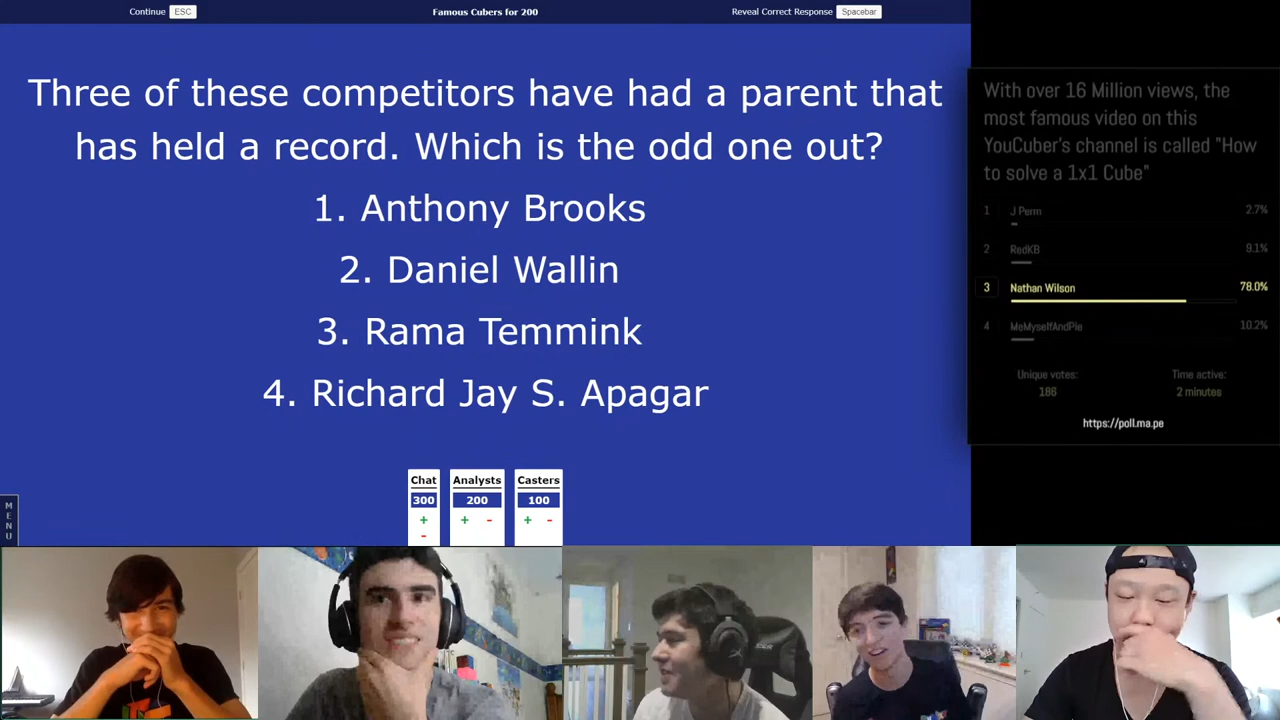 Continue ESC
Famous Cubers for 200
Reveal Correct Response Spacebar
Three of these competitors have had a parent that
has held a record. Which is the odd one out?
1. Anthony Brooks
2. Daniel Wallin
3. Rama Temmink
4. Richard Jay S. Apagar
Chat Analysts Casters
300 200 100
+ + - + -
-
MENU
With over 16 Million views, the
most famous video on this
YouCuber's channel is called "How
to solve a 1x1 Cube"
1 J Perm 2.7%
2 RedKB 9.1%
3 Nathan Wilson 78.0%
4 MeMyselfAndPie 10.2%
Unique votes: Time active:
186 2 minutes
https://poll.ma.pe